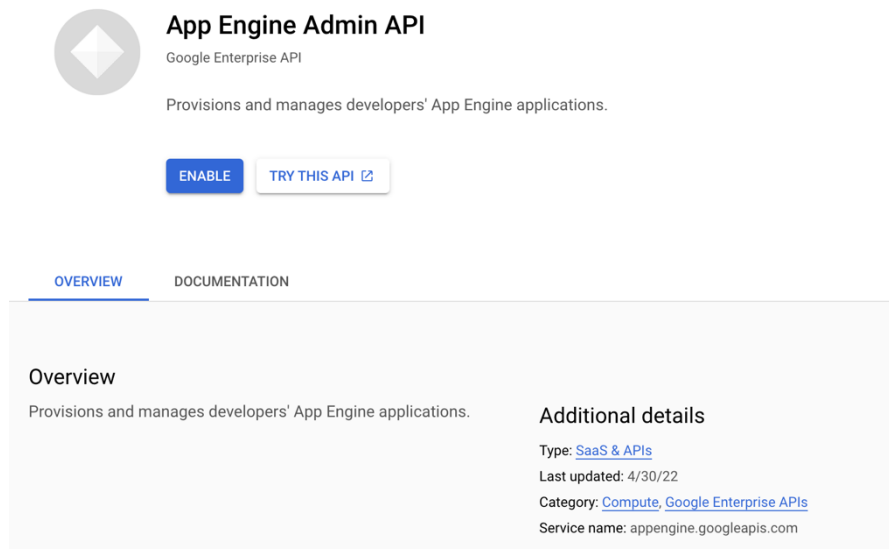 App Engine Admin API
Google Enterprise API
Provisions and manages developers' App Engine applications.
ENABLE
TRY THIS API
OVERVIEW
DOCUMENTATION
Overview
Provisions and manages developers' App Engine applications.
Additional details
Type: SaaS & APIs
Last updated: 4/30/22
Category: Compute, Google Enterprise APIs
Service name: appengine.googleapis.com